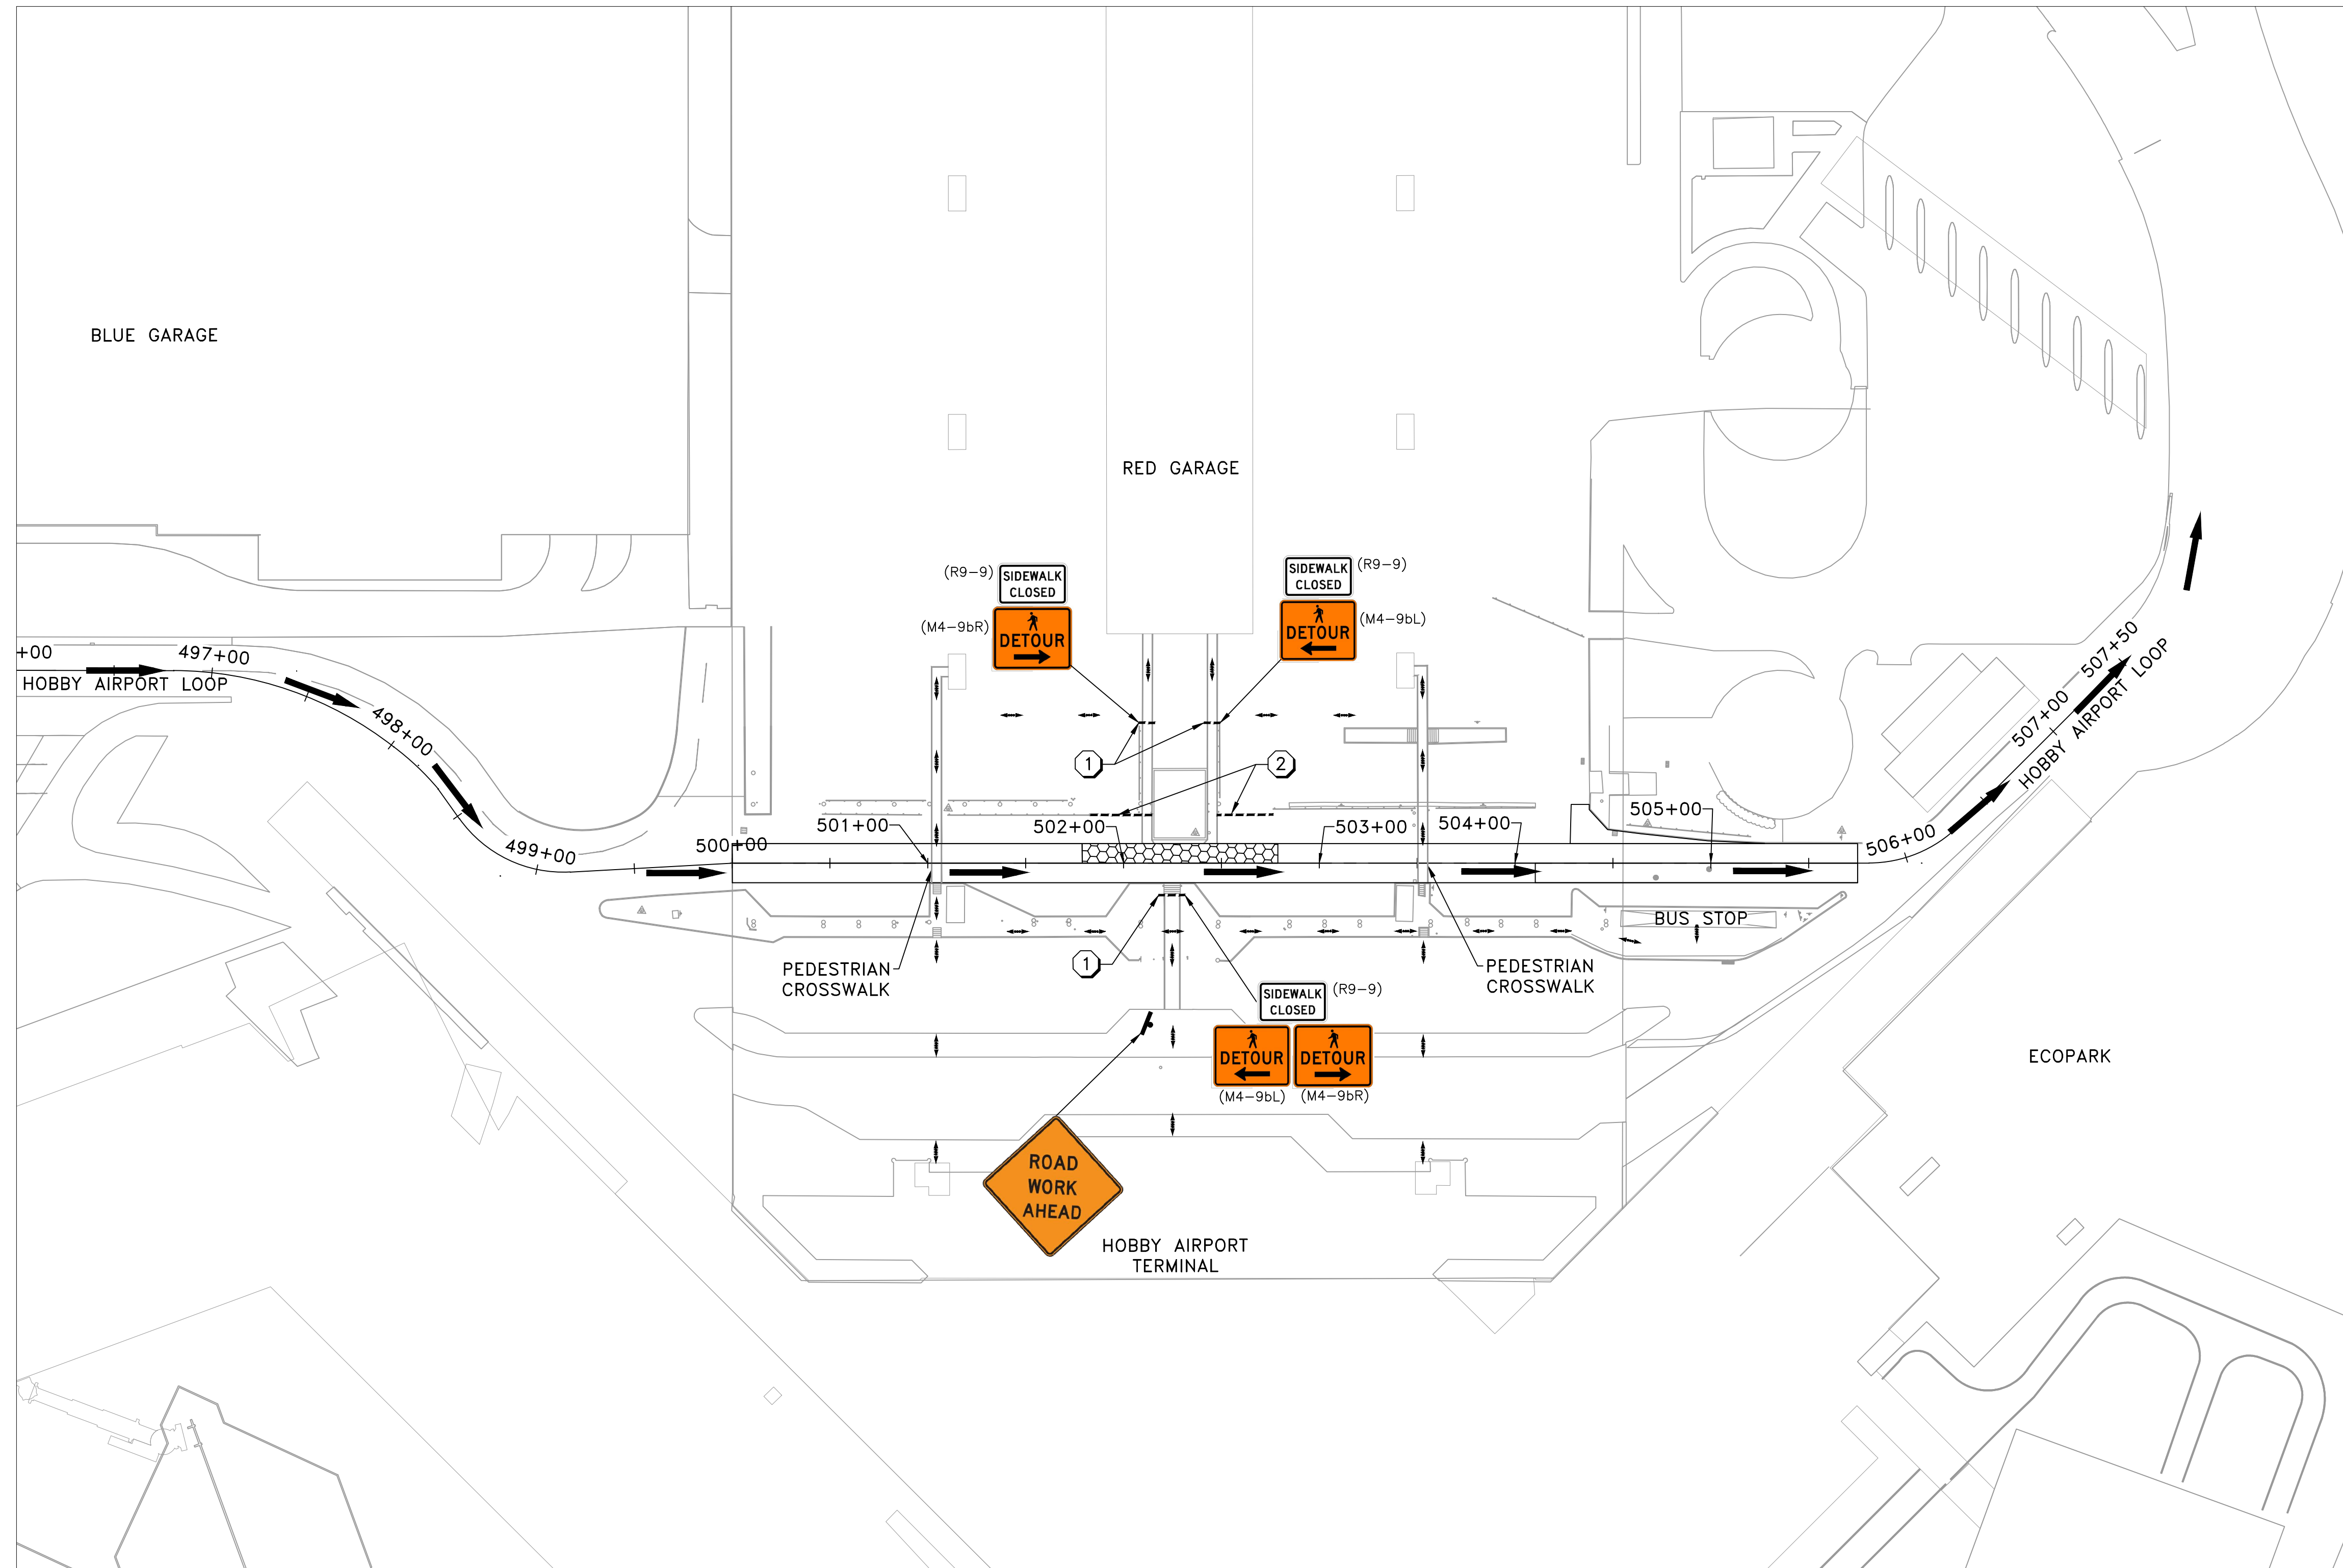 BLUE GARAGE
RED GARAGE
(R9-9)
SIDEWALK
CLOSED
(M4-9bR)
DETOUR
SIDEWALK
CLOSED
(R9-9)
DETOUR
(M4-9bL)
+00
497+00
HOBBY AIRPORT LOOP
498+00
499+00
500+00
501+00
502+00
503+00
504+00
505+00
506+00
507+00
507+50
HOBBY AIRPORT LOOP
1
2
BUS STOP
PEDESTRIAN
CROSSWALK
1
PEDESTRIAN
CROSSWALK
SIDEWALK
CLOSED
(R9-9)
DETOUR
DETOUR
(M4-9bL)
(M4-9bR)
ECOPARK
ROAD
WORK
AHEAD
HOBBY AIRPORT
TERMINAL